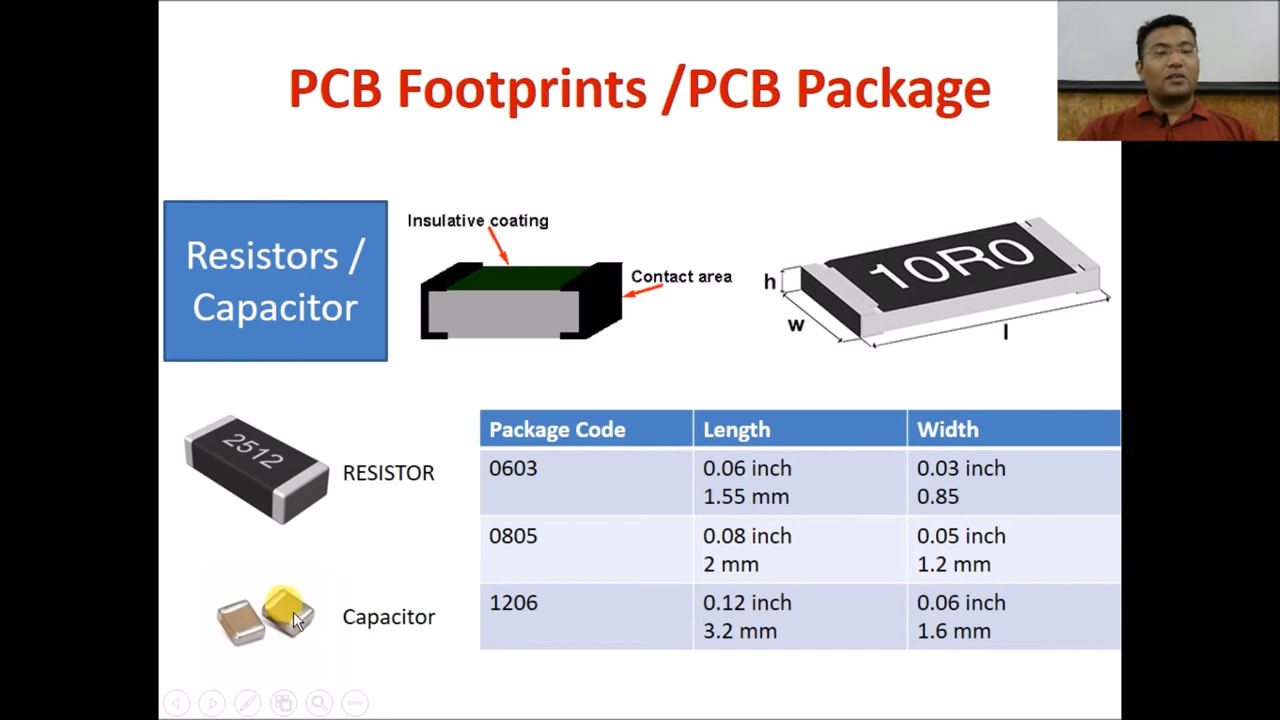 PCB Footprints /PCB Package
Resistors /
Capacitor
Insulative coating
Contact area
10R0
h
w
l
2512
RESISTOR
Capacitor
Package Code Length Width
0603 0.06 inch 0.03 inch
1.55 mm 0.85
0805 0.08 inch 0.05 inch
2 mm 1.2 mm
1206 0.12 inch 0.06 inch
3.2 mm 1.6 mm